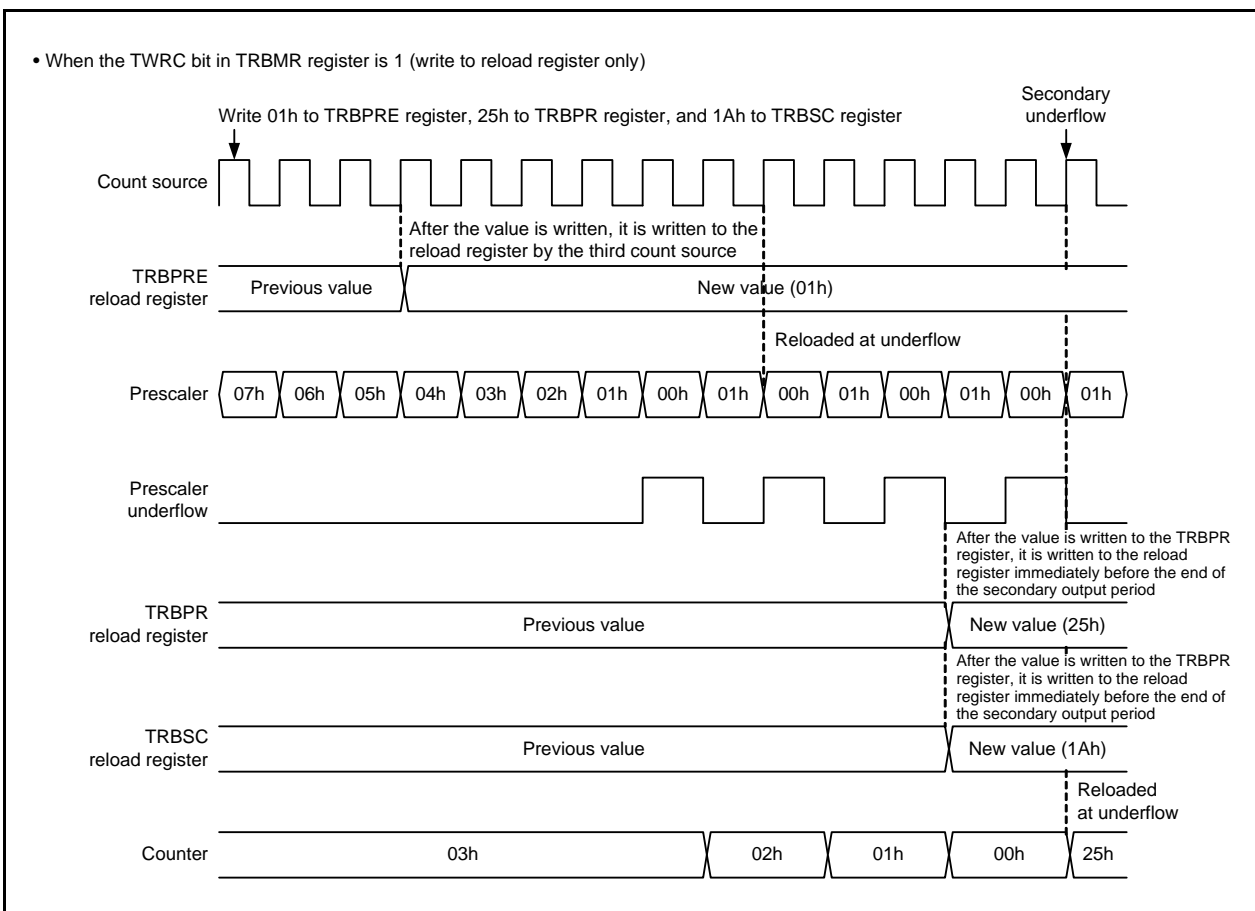 • When the TWRC bit in TRBMR register is 1 (write to reload register only)
Write 01h to TRBPRE register, 25h to TRBPR register, and 1Ah to TRBSC register
Secondary
underflow
Count source
After the value is written, it is written to the
reload register by the third count source
TRBPRE
reload register
Previous value
New value (01h)
Reloaded at underflow
Prescaler
07h 06h 05h 04h 03h 02h 01h 00h 01h 00h 01h 00h 01h 00h 01h
Prescaler
underflow
After the value is written to the TRBPR
register, it is written to the reload
register immediately before the end of
the secondary output period
TRBPR
reload register
Previous value
New value (25h)
After the value is written to the TRBPR
register, it is written to the reload
register immediately before the end of
the secondary output period
TRBSC
reload register
Previous value
New value (1Ah)
Reloaded
at underflow
Counter
03h 02h 01h 00h 25h